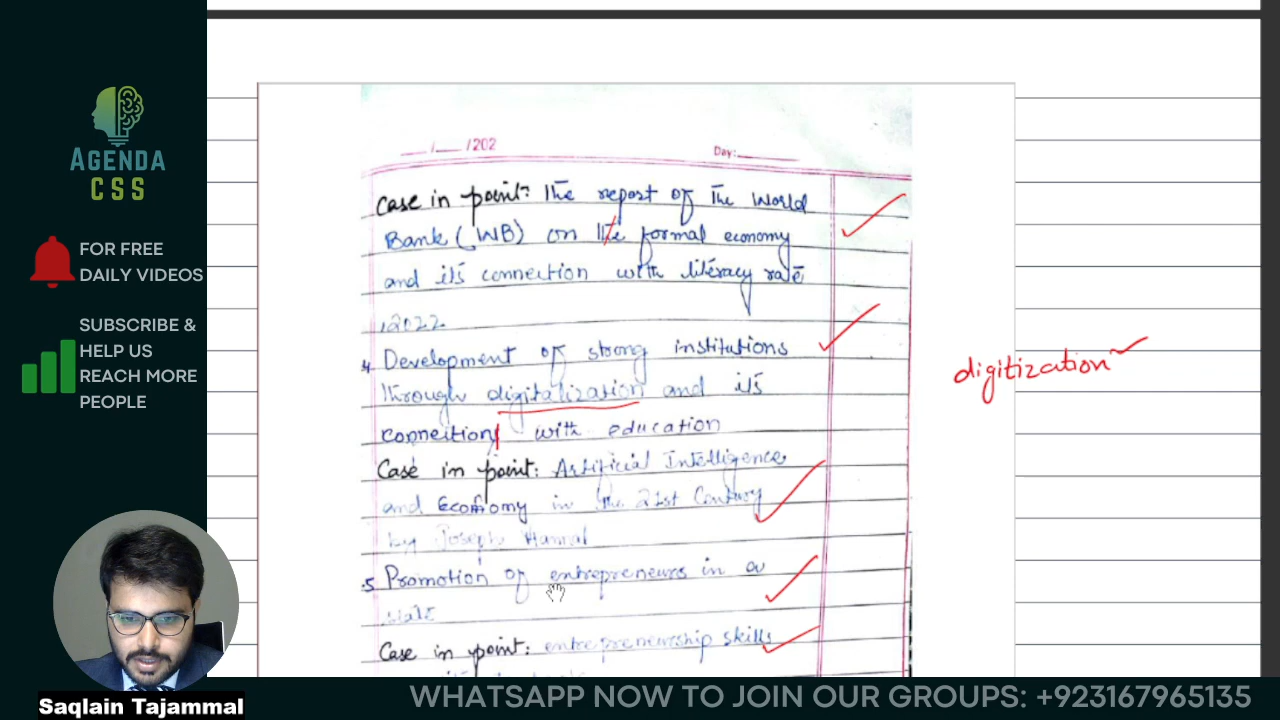 AGENDA
CSS
FOR FREE
DAILY VIDEOS
SUBSCRIBE &
HELP US
REACH MORE
PEOPLE
Saqlain Tajammal
__/__/202
Day:
Case in point: The report of The World
Bank (WB) on the formal economy
and its connection with literacy rate
,2022
4. Development of strong institutions
through digitalization and its
connection with education
Case in point: Artificial Intelligence
and Economy in the 21st Century
by Joseph
5. Promotion of entrepreneurs in a
state
Case in point: entrepreneurship skills
digitization
WHATSAPP NOW TO JOIN OUR GROUPS: +923167965135